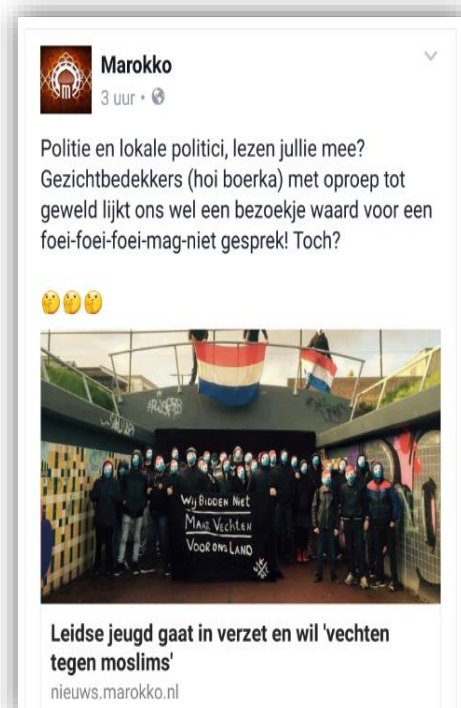 Marokko
3 uur
Politie en lokale politici, lezen jullie mee?
Gezichtbedekkers (hoi boerka) met oproep tot
geweld lijkt ons wel een bezoekje waard voor een
foei-foei-foei-mag-niet gesprek! Toch?
WIJ BIDDEN NIET
MAAR VECHTEN
VOOR ONS LAND
Leidse jeugd gaat in verzet en wil 'vechten
tegen moslims'
nieuws.marokko.nl